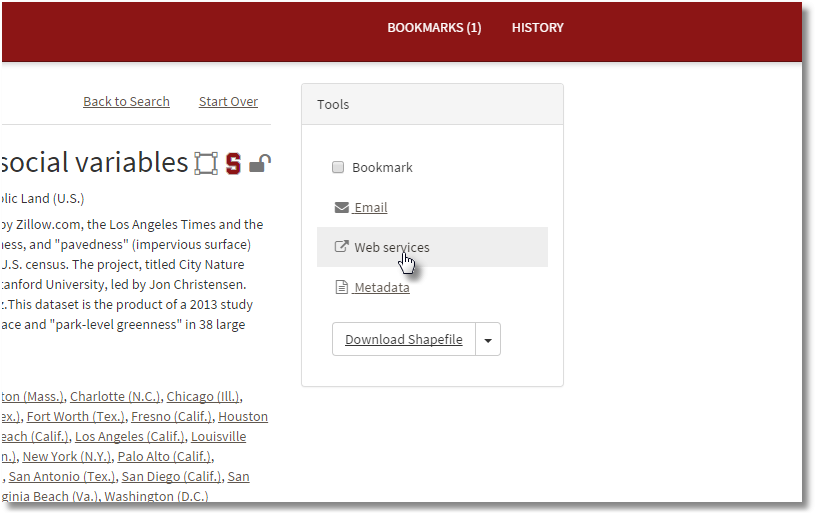 BOOKMARKS (1) HISTORY
Back to Search Start Over
social variables S
blic Land (U.S.)
by Zillow.com, the Los Angeles Times and the
ness, and "pavedness" (impervious surface)
U.S. census. The project, titled City Nature
tanford University, led by Jon Christensen.
.This dataset is the product of a 2013 study
ace and "park-level greenness" in 38 large
ton (Mass.), Charlotte (N.C.), Chicago (Ill.),
ex.), Fort Worth (Tex.), Fresno (Calif.), Houston
each (Calif.), Los Angeles (Calif.), Louisville
n.), New York (N.Y.), Palo Alto (Calif.),
, San Antonio (Tex.), San Diego (Calif.), San
ginia Beach (Va.), Washington (D.C.)
Tools
Bookmark
Email
Web services
Metadata
Download Shapefile